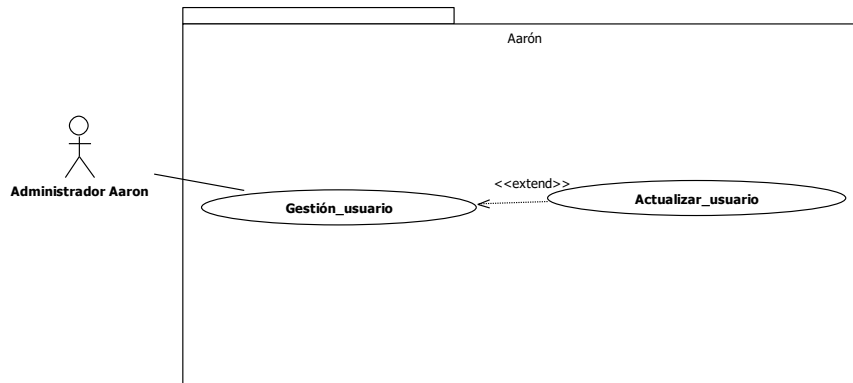 Aarón
Administrador Aaron
<<extend>>
Gestión_usuario
Actualizar_usuario